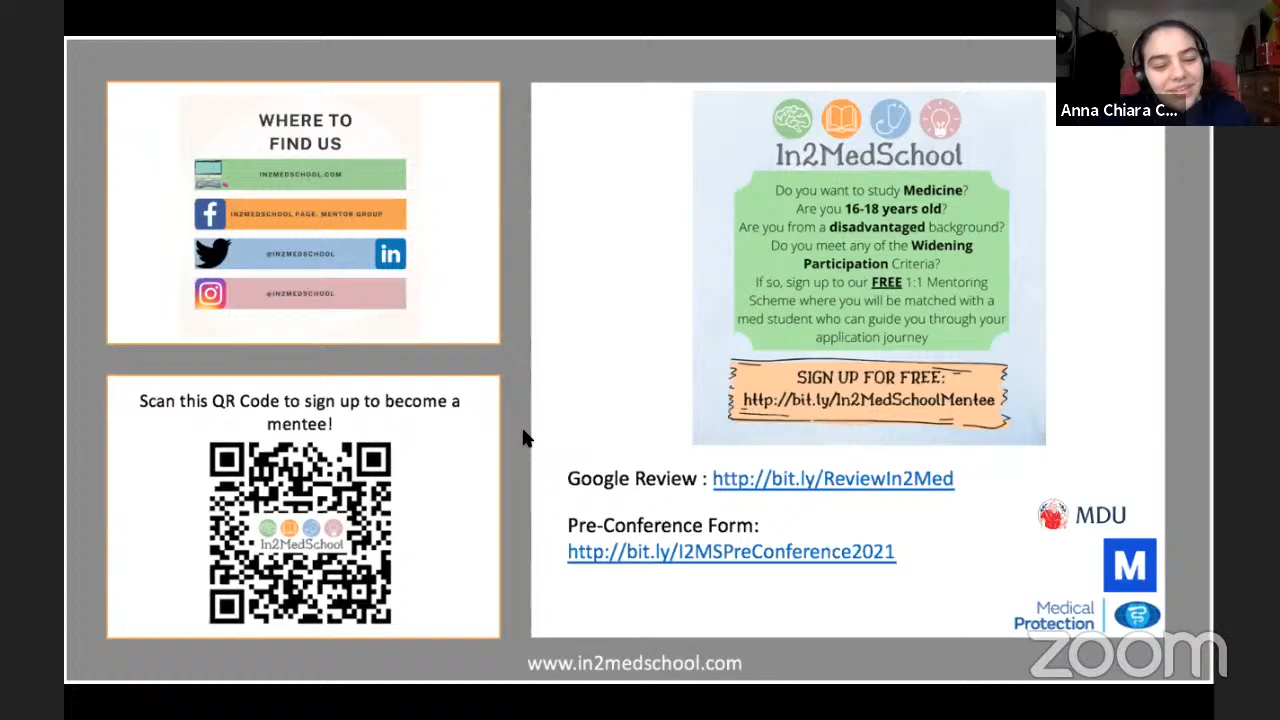 WHERE TO
FIND US
IN2MEDSCHOOL.COM
IN2MEDSCHOOL PAGE. MENTOR GROUP
@IN2MEDSCHOOL
in
@IN2MEDSCHOOL
Scan this QR Code to sign up to become a
mentee!
In2MedSchool
In2MedSchool
Do you want to study Medicine?
Are you 16-18 years old?
Are you from a disadvantaged background?
Do you meet any of the Widening
Participation Criteria?
If so, sign up to our FREE 1:1 Mentoring
Scheme where you will be matched with a
med student who can guide you through your
application journey
SIGN UP FOR FREE:
http://bit.ly/In2MedSchoolMentee
Google Review : http://bit.ly/ReviewIn2Med
Pre-Conference Form:
http://bit.ly/I2MSPreConference2021
MDU
M
Medical
Protection
www.in2medschool.com
Anna Chiara C...
zoom